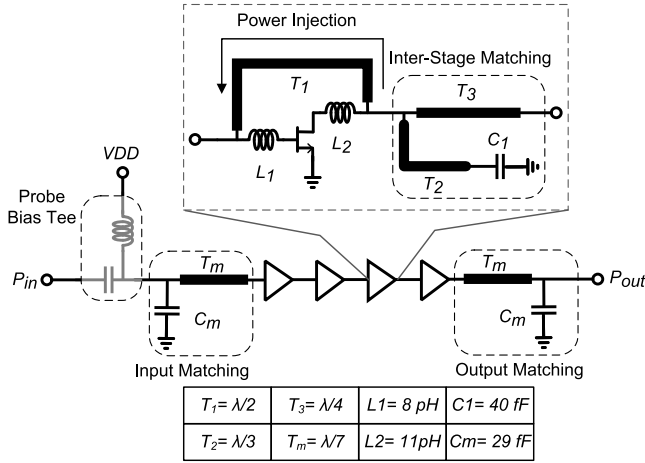 Power Injection
Inter-Stage Matching
T1
T3
L1
L2
C1
T2
VDD
Probe
Bias Tee
Pin
Tm
Cm
Tm
Cm
Pout
Input Matching
Output Matching
T1= λ/2 T3= λ/4 L1= 8 pH C1= 40 fF
T2= λ/3 Tm= λ/7 L2= 11pH Cm= 29 fF